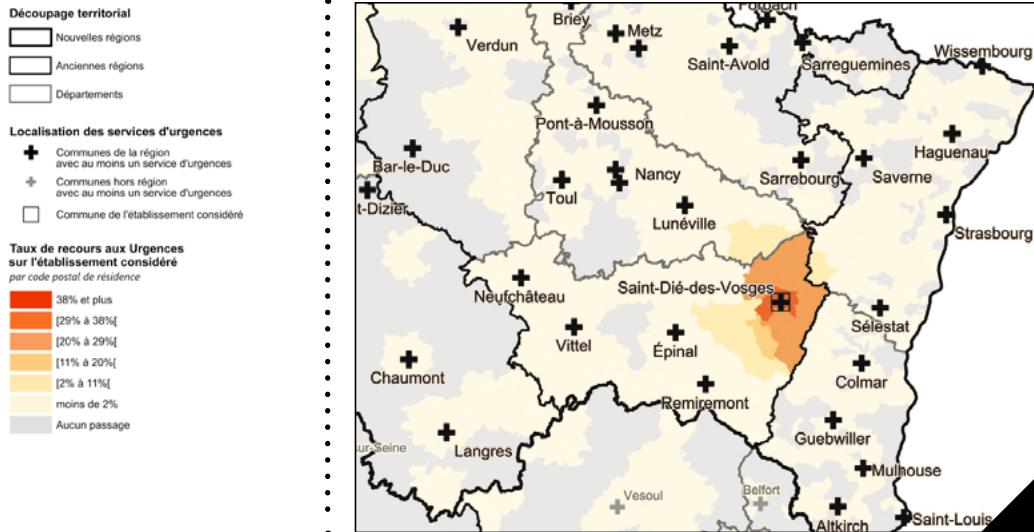 Découpage territorial
Nouvelles régions
Anciennes régions
Départements
Localisation des services d'urgences
Communes de la région
avec au moins un service d'urgences
Communes hors région
avec au moins un service d'urgences
Commune de l'établissement considéré
Taux de recours aux Urgences
sur l'établissement considéré
par code postal de résidence
38% et plus
[29% à 38%[
[20% à 29%[
[11% à 20%[
[2% à 11%[
moins de 2%
Aucun passage
Forbach
Briey
Metz
Verdun
Saint-Avold
Sarreguemines
Wissembourg
Pont-à-Mousson
Haguenau
Bar-le-Duc
Nancy
Sarrebourg
Saverne
t-Dizier
Toul
Lunéville
Strasbourg
Saint-Dié-des-Vosges
Neufchâteau
Sélestat
Vittel
Épinal
Chaumont
Colmar
Remiremont
Guebwiller
ur-Seine
Langres
Mulhouse
Vesoul
Belfort
Altkirch
Saint-Louis